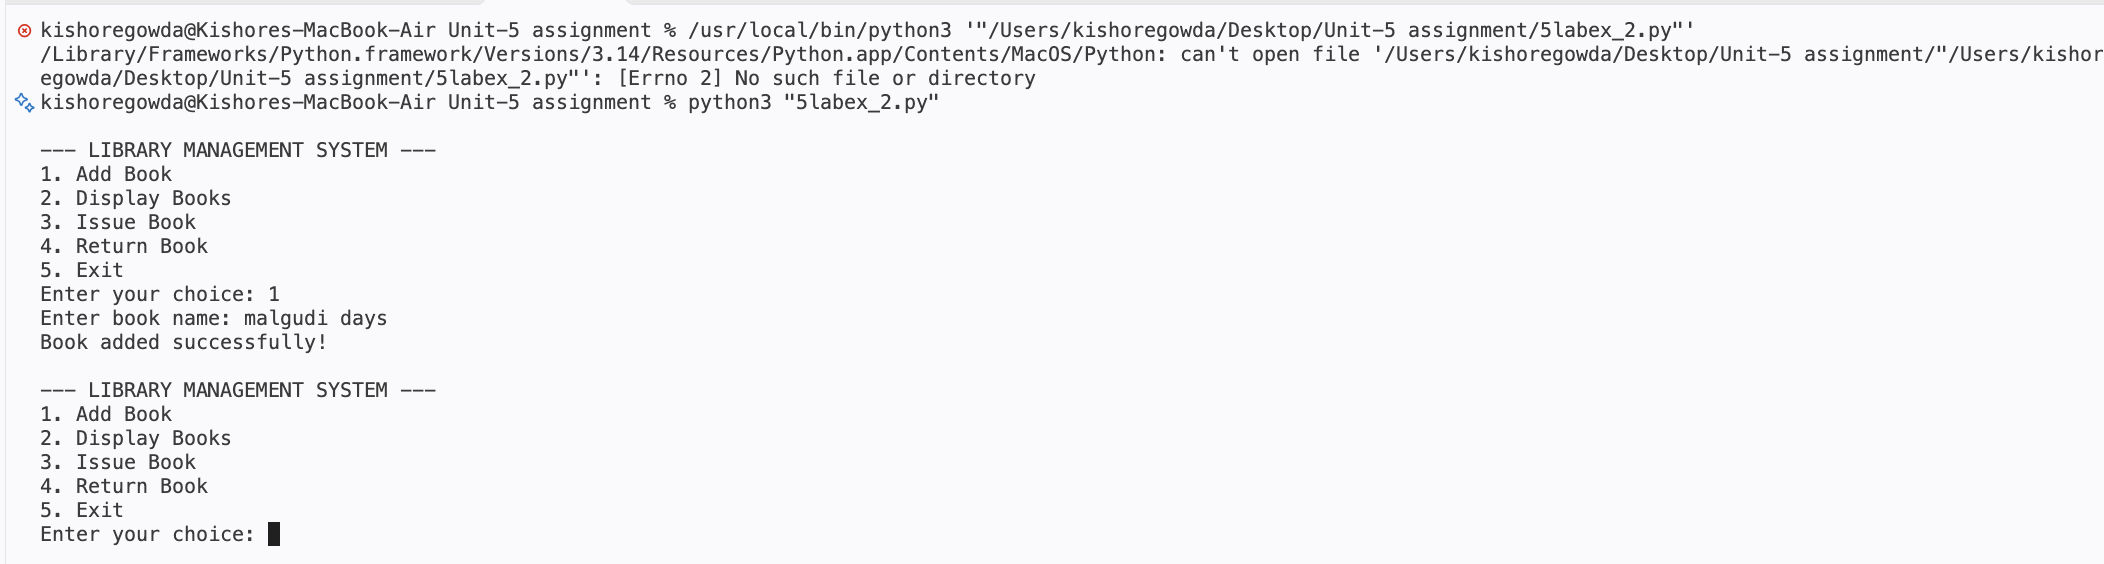 kishoregowda@Kishores-MacBook-Air Unit-5 assignment % /usr/local/bin/python3 '"/Users/kishoregowda/Desktop/Unit-5 assignment/5labex_2.py"'
/Library/Frameworks/Python.framework/Versions/3.14/Resources/Python.app/Contents/MacOS/Python: can't open file '/Users/kishoregowda/Desktop/Unit-5 assignment/"/Users/kishor
egowda/Desktop/Unit-5 assignment/5labex_2.py"': [Errno 2] No such file or directory
kishoregowda@Kishores-MacBook-Air Unit-5 assignment % python3 "5labex_2.py"
--- LIBRARY MANAGEMENT SYSTEM ---
1. Add Book
2. Display Books
3. Issue Book
4. Return Book
5. Exit
Enter your choice: 1
Enter book name: malgudi days
Book added successfully!
--- LIBRARY MANAGEMENT SYSTEM ---
1. Add Book
2. Display Books
3. Issue Book
4. Return Book
5. Exit
Enter your choice: